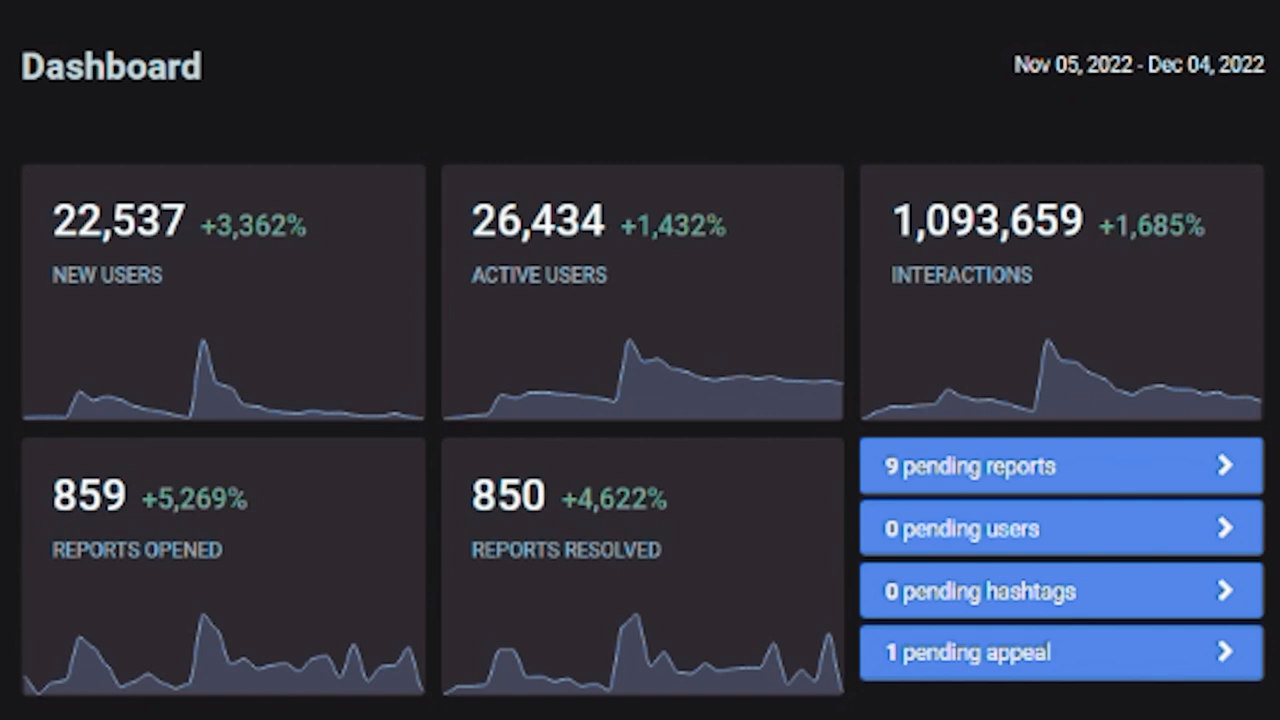 Dashboard
Nov 05, 2022 - Dec 04, 2022
22,537 +3,362%
NEW USERS
26,434 +1,432%
ACTIVE USERS
1,093,659 +1,685%
INTERACTIONS
859 +5,269%
REPORTS OPENED
850 +4,622%
REPORTS RESOLVED
9 pending reports
0 pending users
0 pending hashtags
1 pending appeal